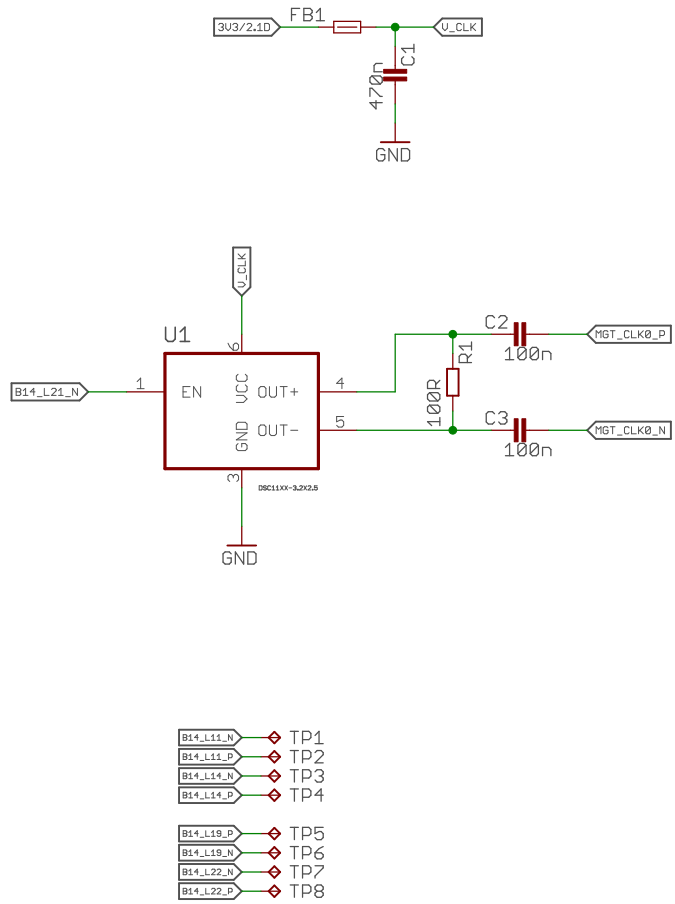 FB1
3V3/2.1D
V_CLK
C1
470n
GND
V_CLK
U1
6
C2
100n
MGT_CLK0_P
R1
100R
B14_L21_N
1
EN
VCC
OUT+
4
GND
OUT-
5
C3
100n
MGT_CLK0_N
3
DSC11XX-3.2X2.5
GND
B14_L11_N TP1
B14_L11_P TP2
B14_L14_N TP3
B14_L14_P TP4
B14_L19_P TP5
B14_L19_N TP6
B14_L22_N TP7
B14_L22_P TP8